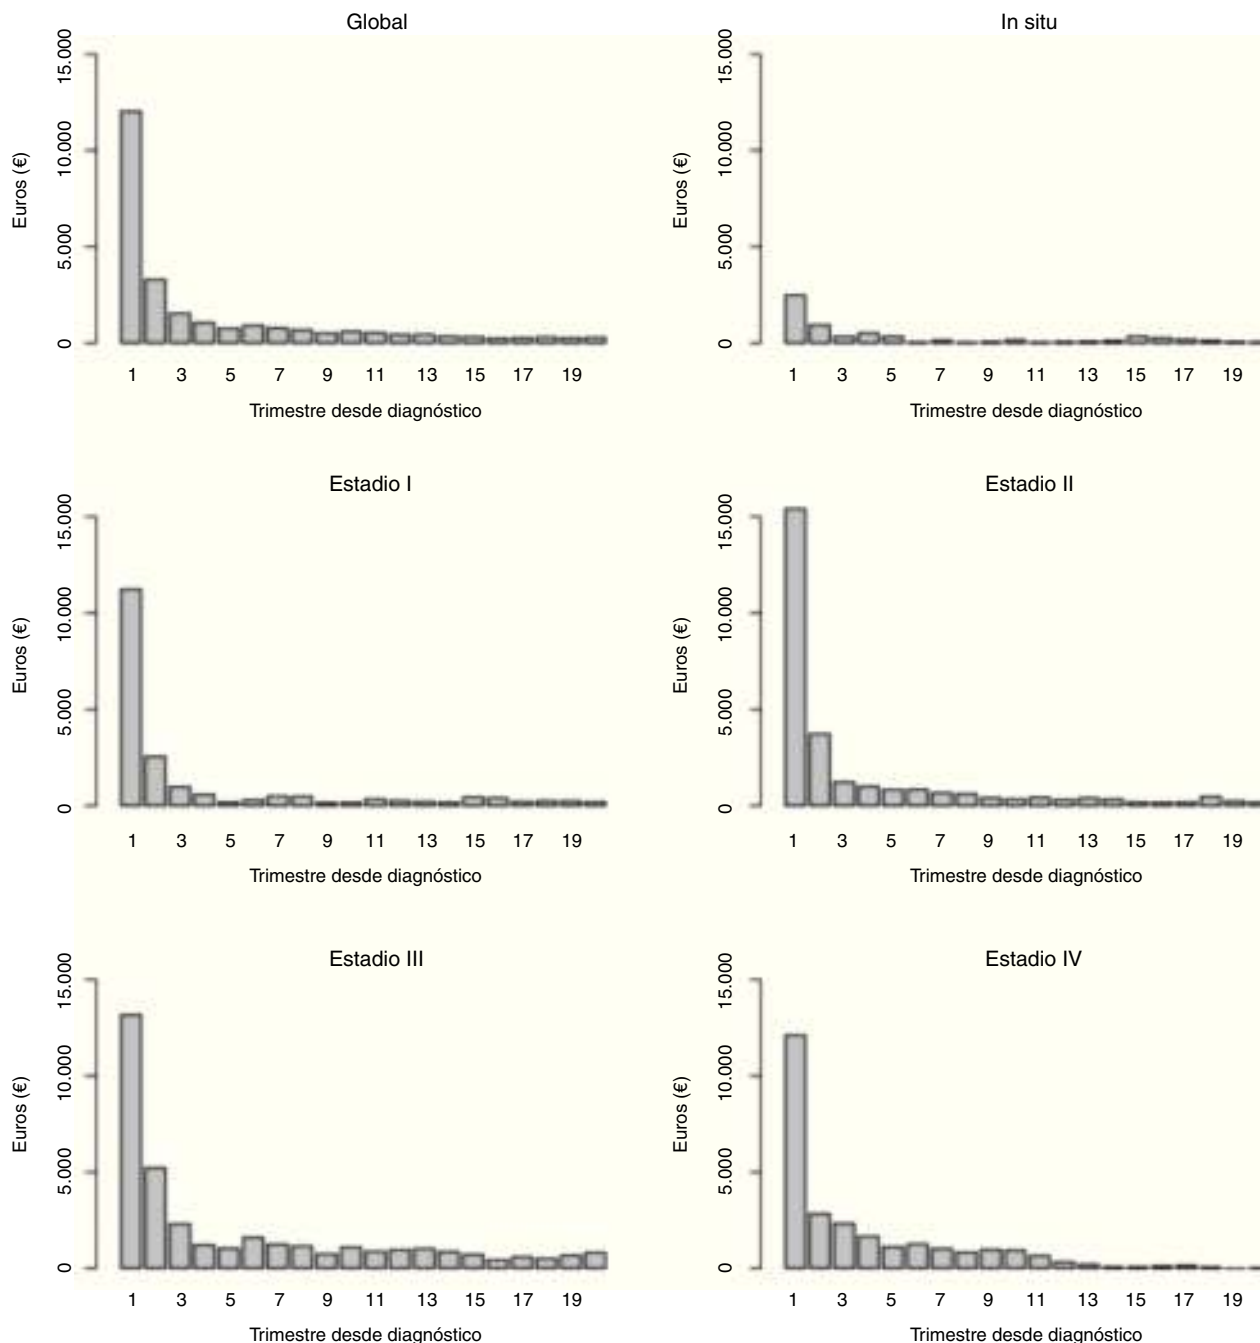 Global
15.000
10.000
5.000
0
Euros (€)
1 3 5 7 9 11 13 15 17 19
Trimestre desde diagnóstico
In situ
15.000
10.000
5.000
0
Euros (€)
1 3 5 7 9 11 13 15 17 19
Trimestre desde diagnóstico
Estadio I
15.000
10.000
5.000
0
Euros (€)
1 3 5 7 9 11 13 15 17 19
Trimestre desde diagnóstico
Estadio II
15.000
10.000
5.000
0
Euros (€)
1 3 5 7 9 11 13 15 17 19
Trimestre desde diagnóstico
Estadio III
15.000
10.000
5.000
0
Euros (€)
1 3 5 7 9 11 13 15 17 19
Trimestre desde diagnóstico
Estadio IV
15.000
10.000
5.000
0
Euros (€)
1 3 5 7 9 11 13 15 17 19
Trimestre desde diagnóstico